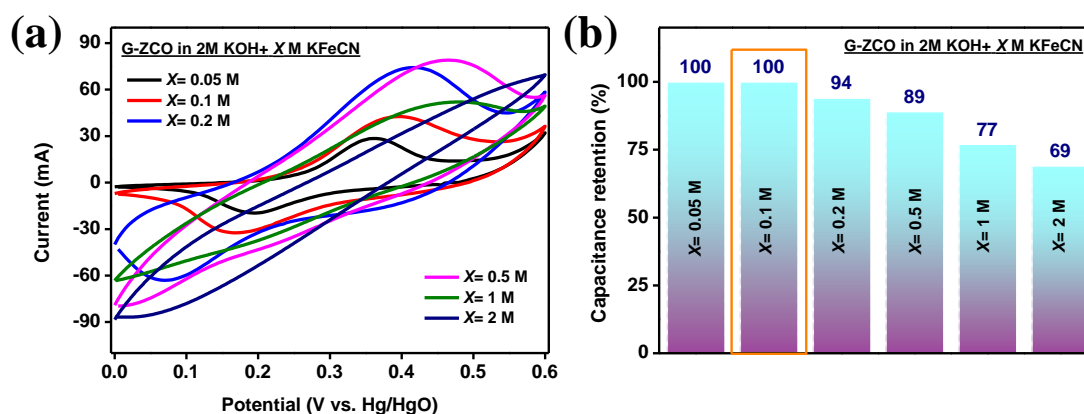 (a)
G-ZCO in 2M KOH+ X M KFeCN
X= 0.05 M
X= 0.1 M
X= 0.2 M
X= 0.5 M
X= 1 M
X= 2 M
90
60
30
0
-30
-60
-90
Current (mA)
0.0 0.1 0.2 0.3 0.4 0.5 0.6
Potential (V vs. Hg/HgO)
(b)
G-ZCO in 2M KOH+ X M KFeCN
100 100 94 89 77 69
100
75
50
25
0
Capacitance retention (%)
X= 0.05 M
X= 0.1 M
X= 0.2 M
X= 0.5 M
X= 1 M
X= 2 M